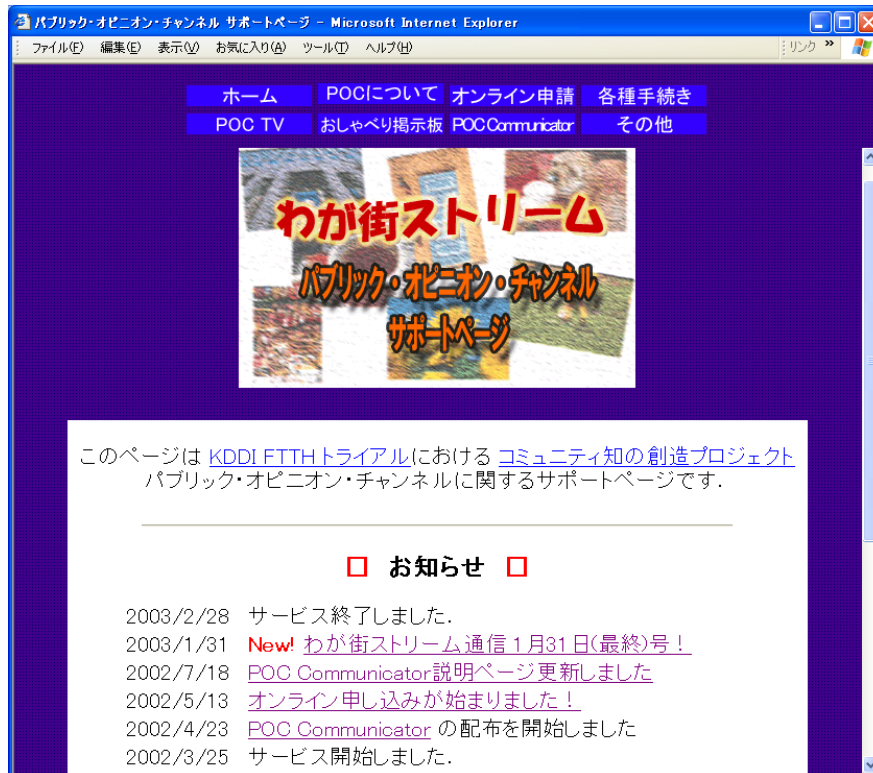 パブリック・オピニオン・チャンネル サポートページ - Microsoft Internet Explorer
ファイル(F) 編集(E) 表示(V) お気に入り(A) ツール(T) ヘルプ(H) リンク »
ホーム POCについて オンライン申請 各種手続き
POC TV おしゃべり掲示板 POC Communicator その他
わが街ストリーム
パブリック・オピニオン・チャンネル
サポートページ
このページは KDDI FTTHトライアルにおける コミュニティ知の創造プロジェクト
パブリック・オピニオン・チャンネルに関するサポートページです.
□ お知らせ □
2003/2/28 サービス終了しました.
2003/1/31 New! わが街ストリーム通信1月31日(最終)号！
2002/7/18 POC Communicator説明ページ更新しました
2002/5/13 オンライン申し込みが始まりました！
2002/4/23 POC Communicator の配布を開始しました
2002/3/25 サービス開始しました.